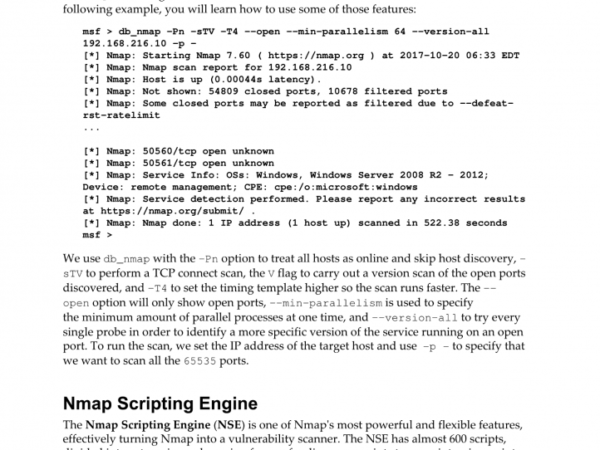 following example, you will learn how to use some of those features:
msf > db_nmap -Pn -sTV -T4 --open --min-parallelism 64 --version-all
192.168.216.10 -p -
[*] Nmap: Starting Nmap 7.60 ( https://nmap.org ) at 2017-10-20 06:33 EDT
[*] Nmap: Nmap scan report for 192.168.216.10
[*] Nmap: Host is up (0.00044s latency).
[*] Nmap: Not shown: 54809 closed ports, 10678 filtered ports
[*] Nmap: Some closed ports may be reported as filtered due to --defeat-
rst-ratelimit
...
[*] Nmap: 50560/tcp open unknown
[*] Nmap: 50561/tcp open unknown
[*] Nmap: Service Info: OSs: Windows, Windows Server 2008 R2 - 2012;
Device: remote management; CPE: cpe:/o:microsoft:windows
[*] Nmap: Service detection performed. Please report any incorrect results
at https://nmap.org/submit/ .
[*] Nmap: Nmap done: 1 IP address (1 host up) scanned in 522.38 seconds
msf >
We use db_nmap with the -Pn option to treat all hosts as online and skip host discovery, -
sTV to perform a TCP connect scan, the V flag to carry out a version scan of the open ports
discovered, and -T4 to set the timing template higher so the scan runs faster. The --
open option will only show open ports, --min-parallelism is used to specify
the minimum amount of parallel processes at one time, and --version-all to try every
single probe in order to identify a more specific version of the service running on an open
port. To run the scan, we set the IP address of the target host and use -p - to specify that
we want to scan all the 65535 ports.
Nmap Scripting Engine
The Nmap Scripting Engine (NSE) is one of Nmap's most powerful and flexible features,
effectively turning Nmap into a vulnerability scanner. The NSE has almost 600 scripts,